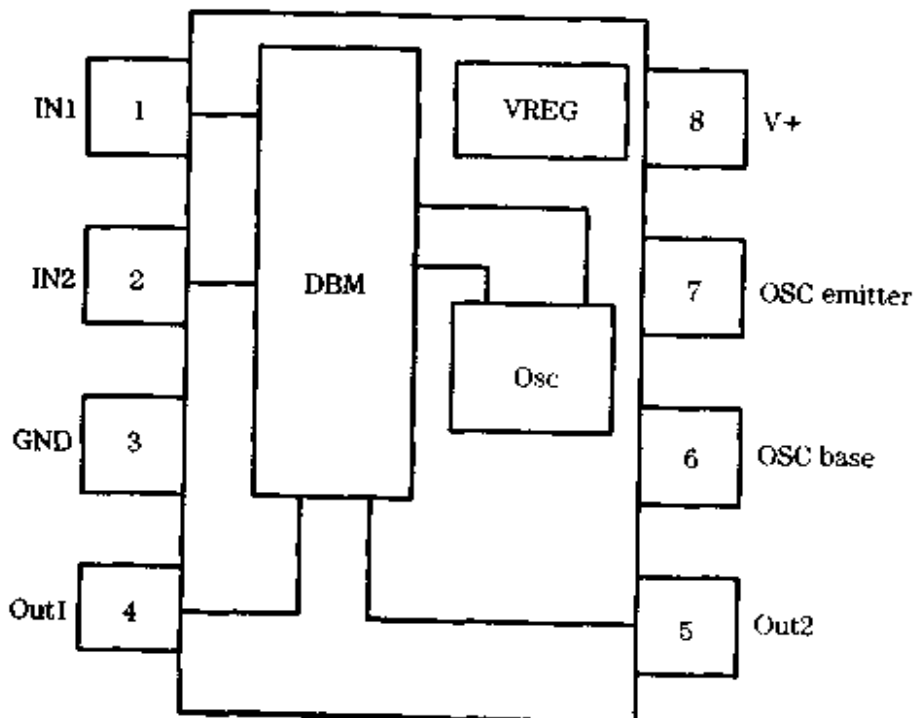 IN1
1
VREG
8
V+
IN2
2
DBM
7
OSC emitter
Osc
GND
3
6
OSC base
Out1
4
5
Out2